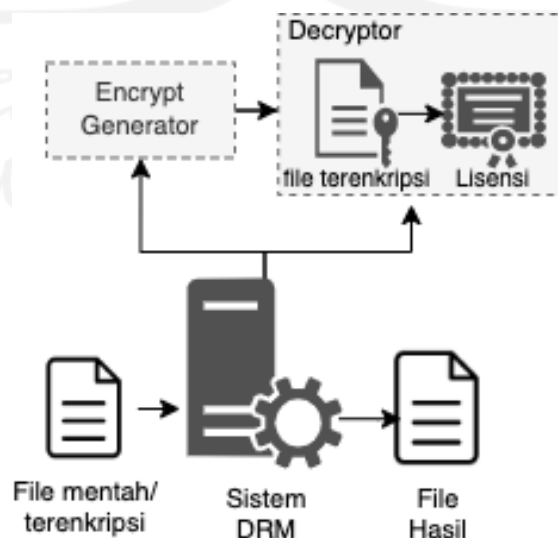 Decryptor
Encrypt
Generator
file terenkripsi
Lisensi
File mentah/
terenkripsi
Sistem
DRM
File
Hasil